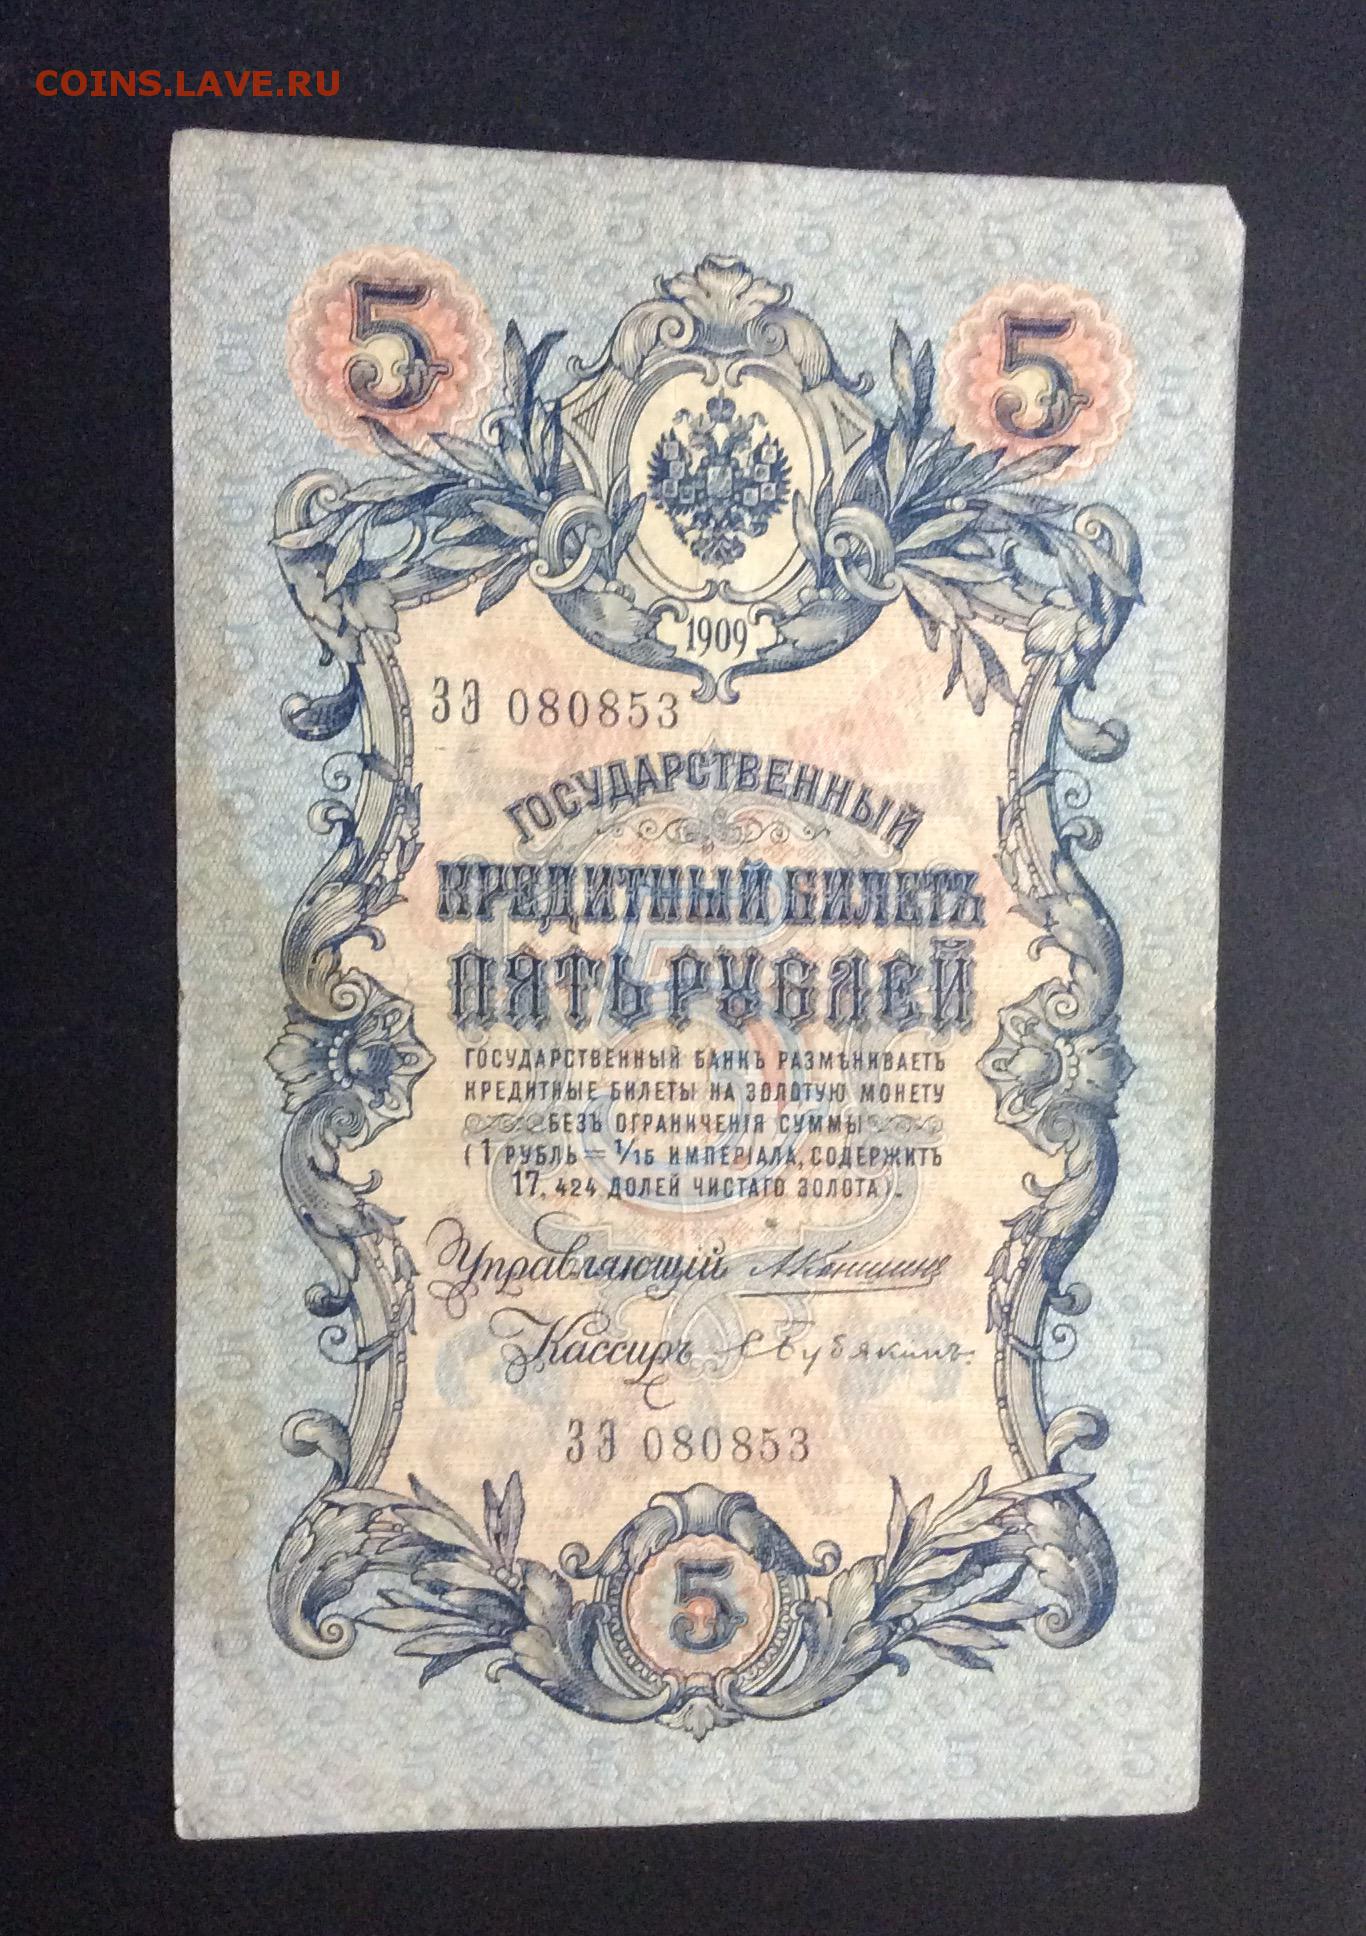 COINS.LAVE.RU
5 5
1909
ЗЭ 080853
ГОСУДАРСТВЕННЫЙ
КРЕДИТНЫЙ БИЛЕТЪ
ПЯТЬ РУБЛЕЙ
ГОСУДАРСТВЕННЫЙ БАНКЪ РАЗМѢНИВАЕТЪ
КРЕДИТНЫЕ БИЛЕТЫ НА ЗОЛОТУЮ МОНЕТУ
БЕЗЪ ОГРАНИЧЕНІЯ СУММЫ
(1 РУБЛЬ = 1/15 ИМПЕРІАЛА, СОДЕРЖИТЪ
17,424 ДОЛЕЙ ЧИСТАГО ЗОЛОТА).
Управляющій АКоншинъ
Кассиръ СБубякинъ.
ЗЭ 080853
5